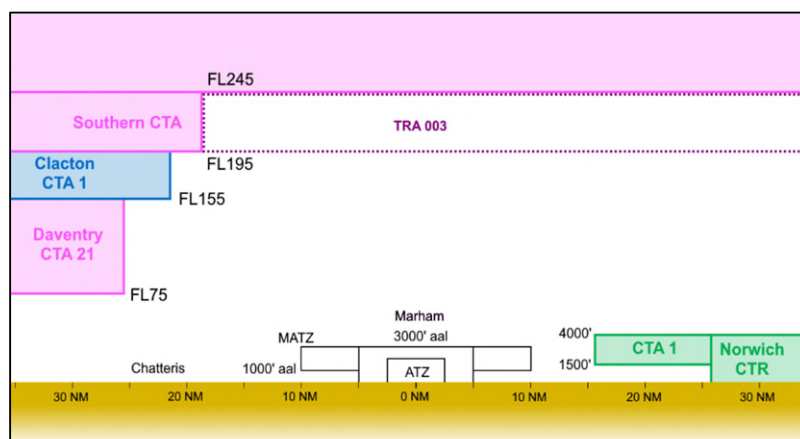 FL245
Southern CTA
TRA 003
Clacton
CTA 1
FL195
FL155
Daventry
CTA 21
FL75
Marham
MATZ
3000' aal
4000'
CTA 1
Norwich
CTR
Chatteris
1000' aal
ATZ
1500'
30 NM
20 NM
10 NM
0 NM
10 NM
20 NM
30 NM